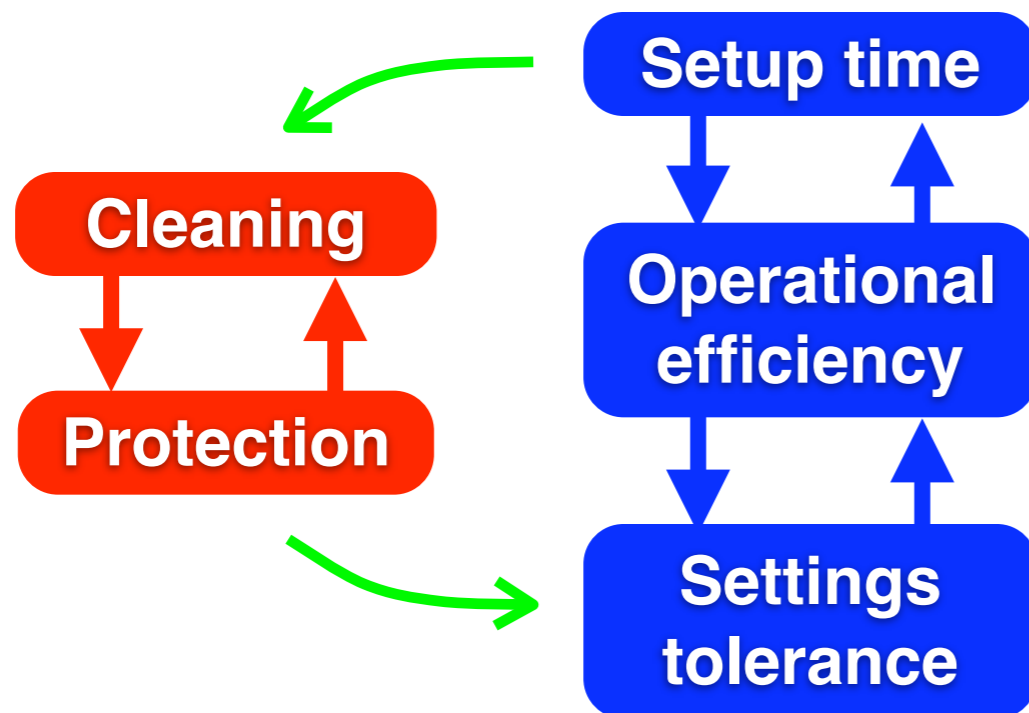 Cleaning
Protection
Setup time
Operational
efficiency
Settings
tolerance